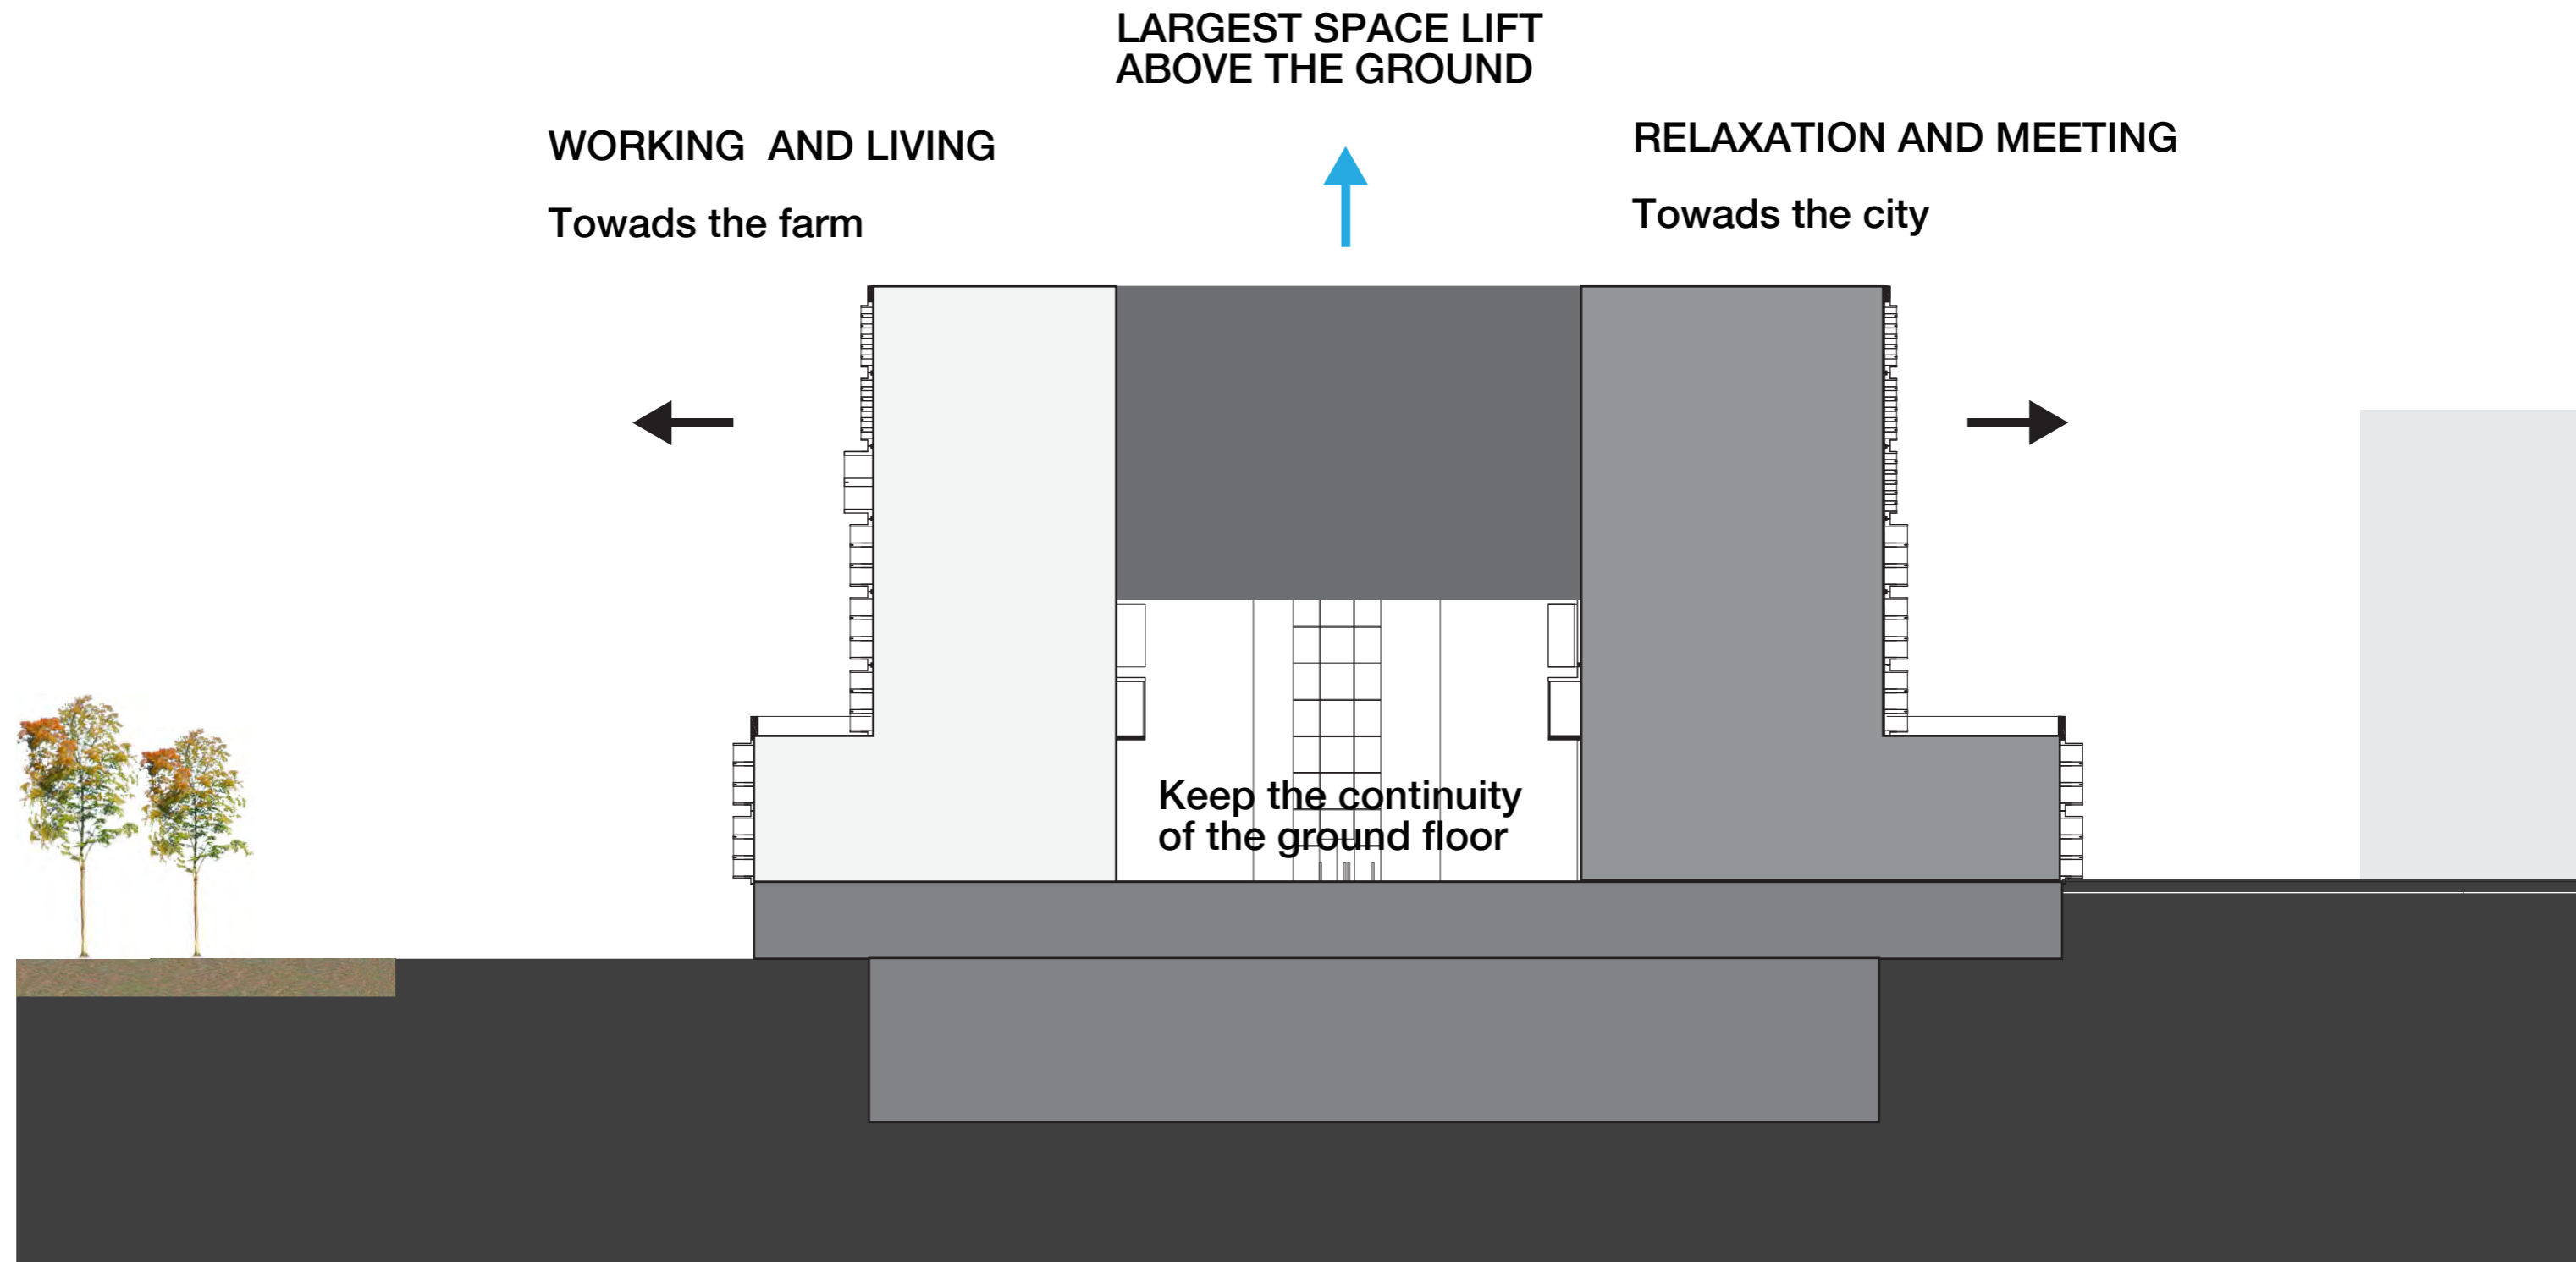 LARGEST SPACE LIFT
ABOVE THE GROUND
WORKING  AND LIVING
Towads the farm
RELAXATION AND MEETING
Towads the city
Keep the continuity
of the ground floor